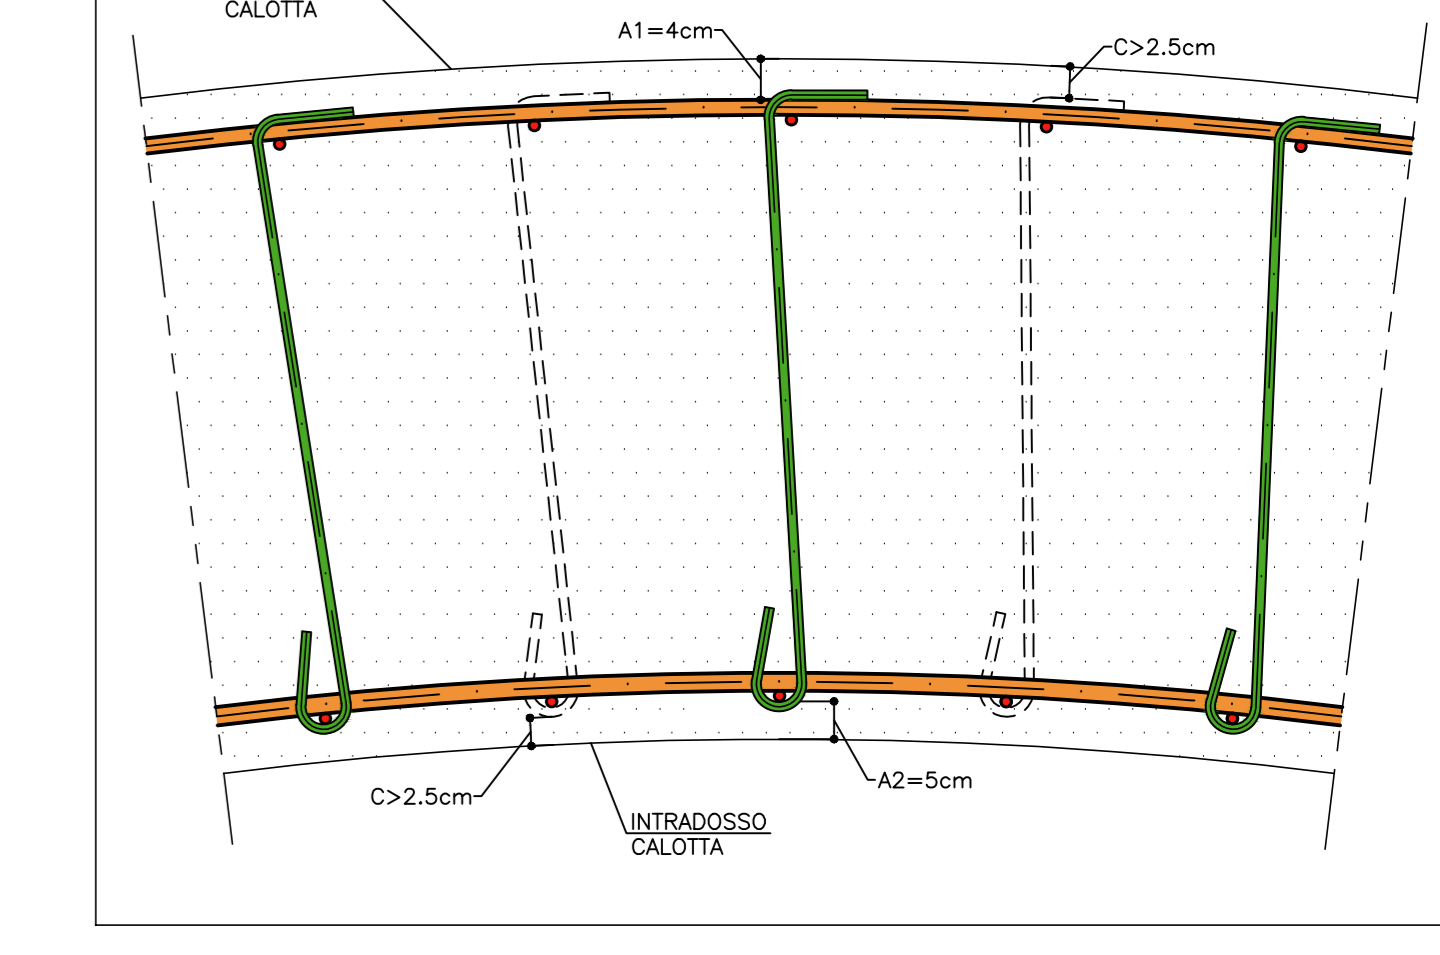 CALOTTA
A1=4cm
C>2.5cm
C>2.5cm
A2=5cm
INTRADOSSO
CALOTTA